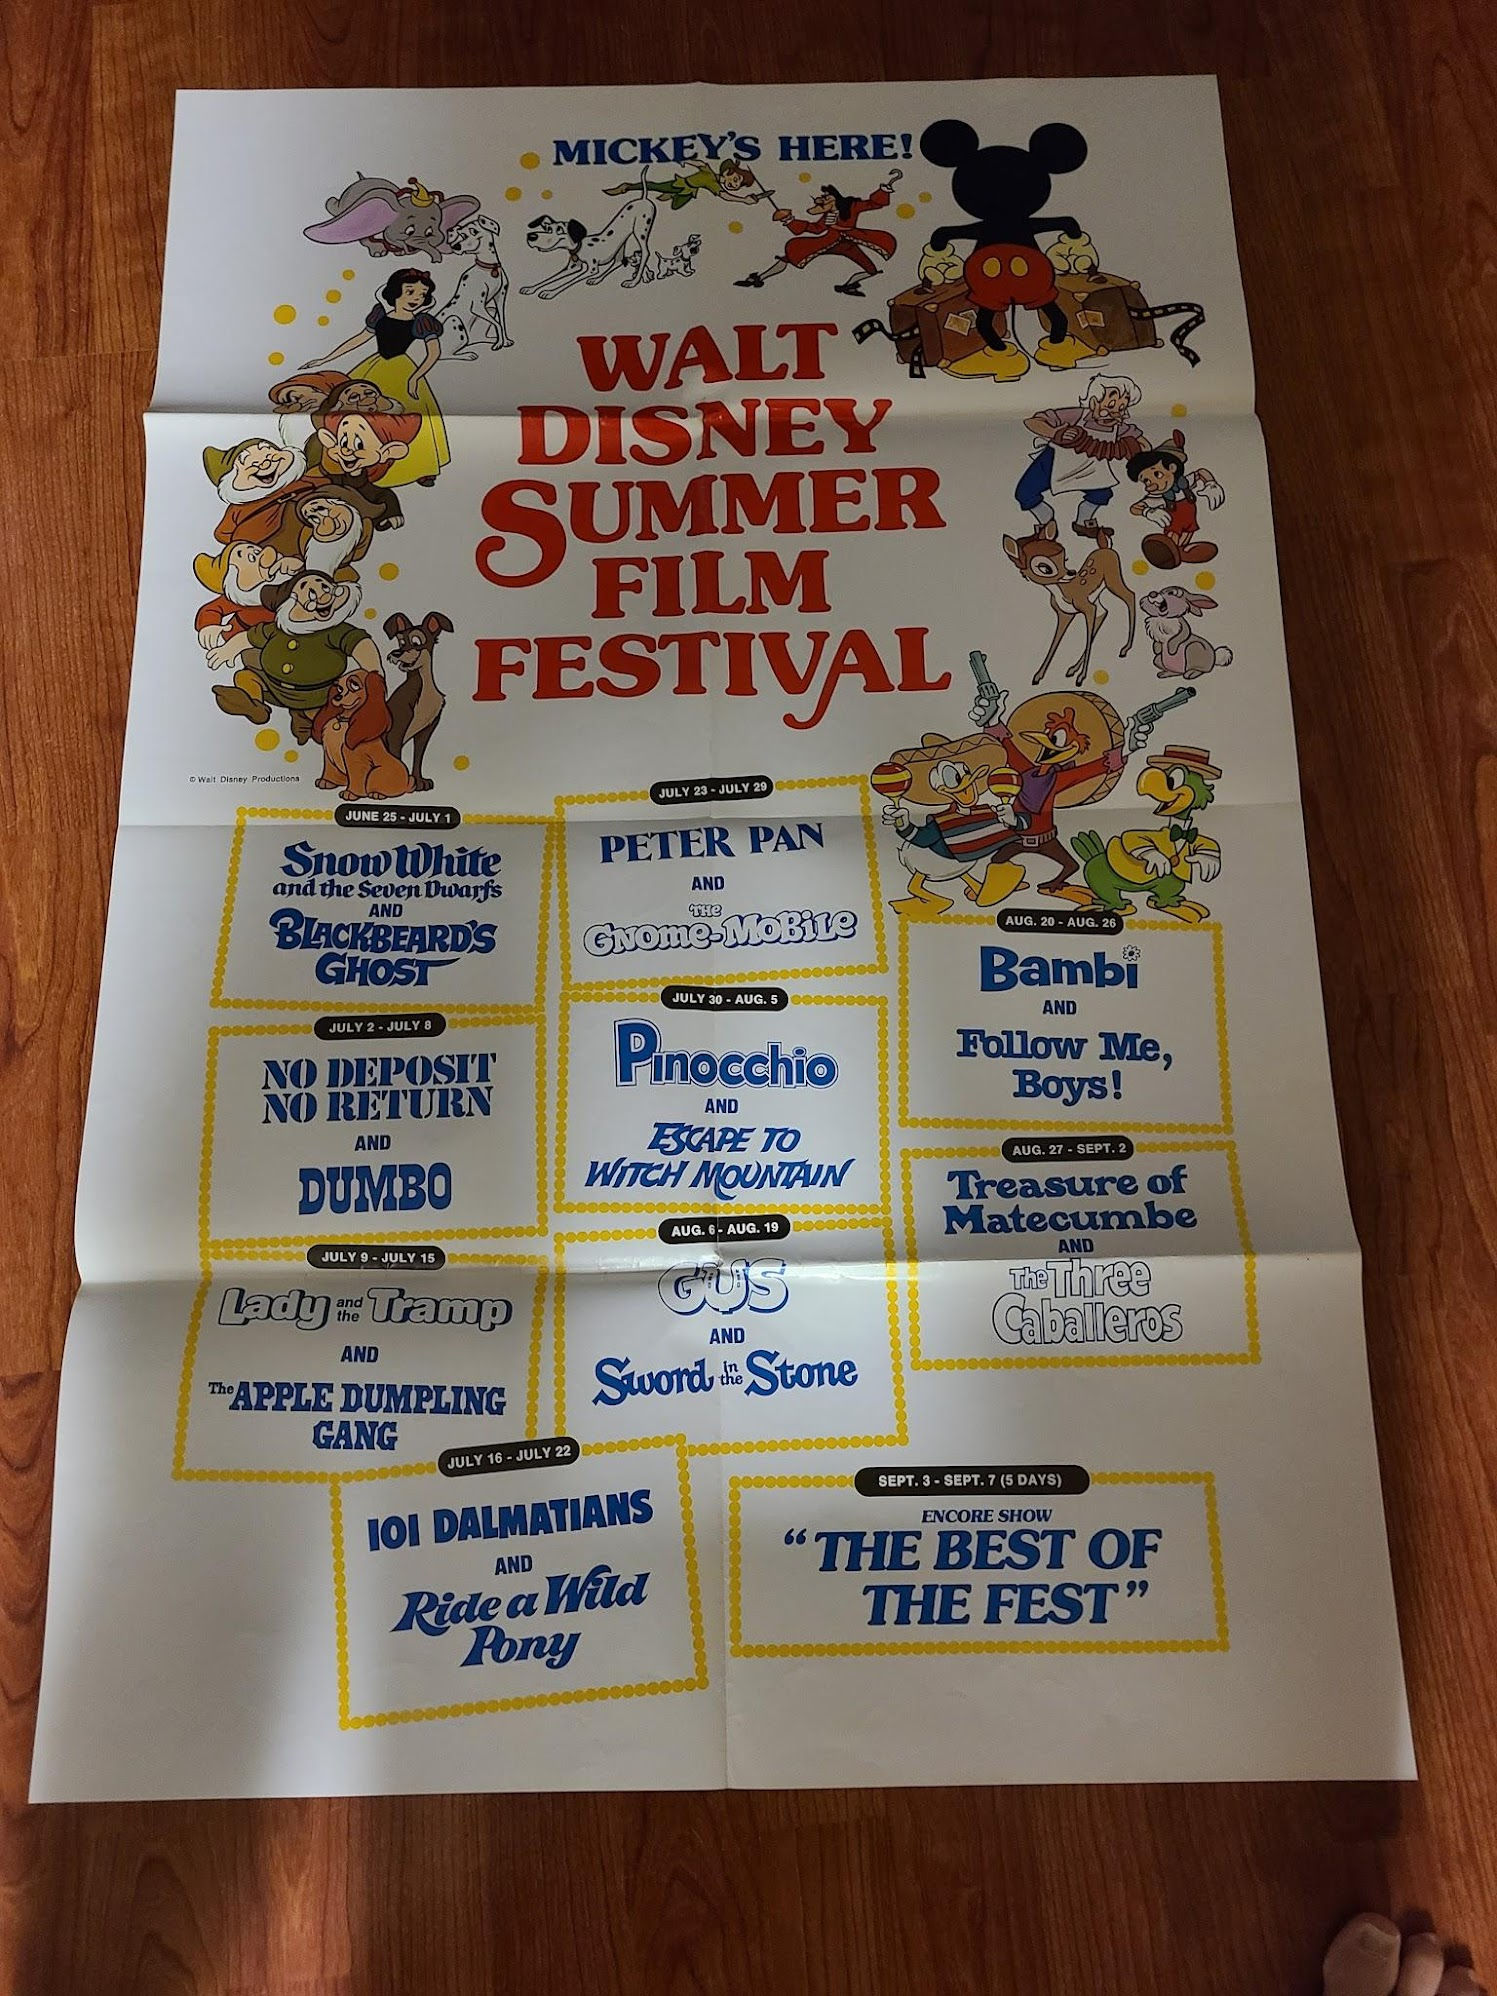 MICKEY'S HERE!
WALT
DISNEY
SUMMER
FILM
FESTIVAL
© Walt Disney Productions
JUNE 25 - JULY 1
Snow White
and the Seven Dwarfs
AND
BLACKBEARD'S
GHOST
JULY 2 - JULY 8
NO DEPOSIT
NO RETURN
AND
DUMBO
JULY 9 - JULY 15
Lady and the Tramp
AND
The APPLE DUMPLING
GANG
JULY 16 - JULY 22
101 DALMATIANS
AND
Ride a Wild
Pony
JULY 23 - JULY 29
PETER PAN
AND
THE
GNOME-MOBILE
JULY 30 - AUG. 5
Pinocchio
AND
ESCAPE TO
WITCH MOUNTAIN
AUG. 6 - AUG. 19
GUS
AND
Sword in the Stone
AUG. 20 - AUG. 26
Bambi
AND
Follow Me,
Boys!
AUG. 27 - SEPT. 2
Treasure of
Matecumbe
AND
The Three
Caballeros
SEPT. 3 - SEPT. 7 (5 DAYS)
ENCORE SHOW
“THE BEST OF
THE FEST”